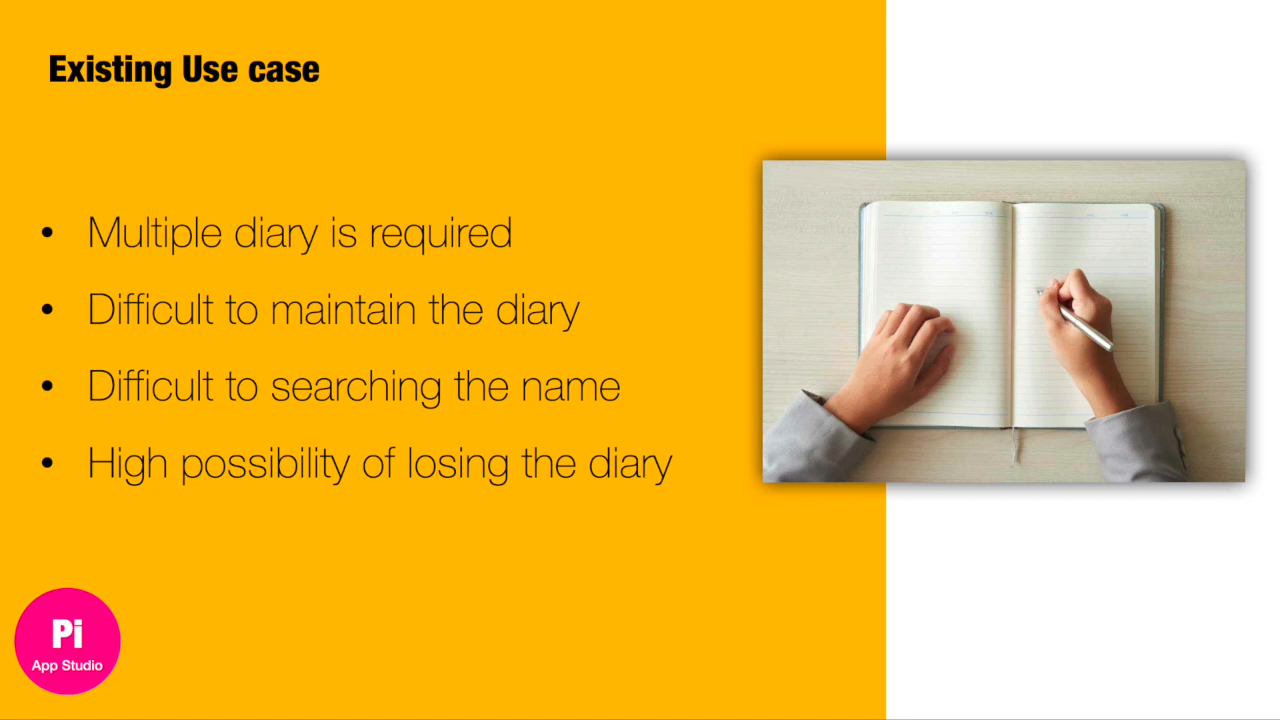 Existing Use case
• Multiple diary is required
• Difficult to maintain the diary
• Difficult to searching the name
• High possibility of losing the diary
Pi
App Studio